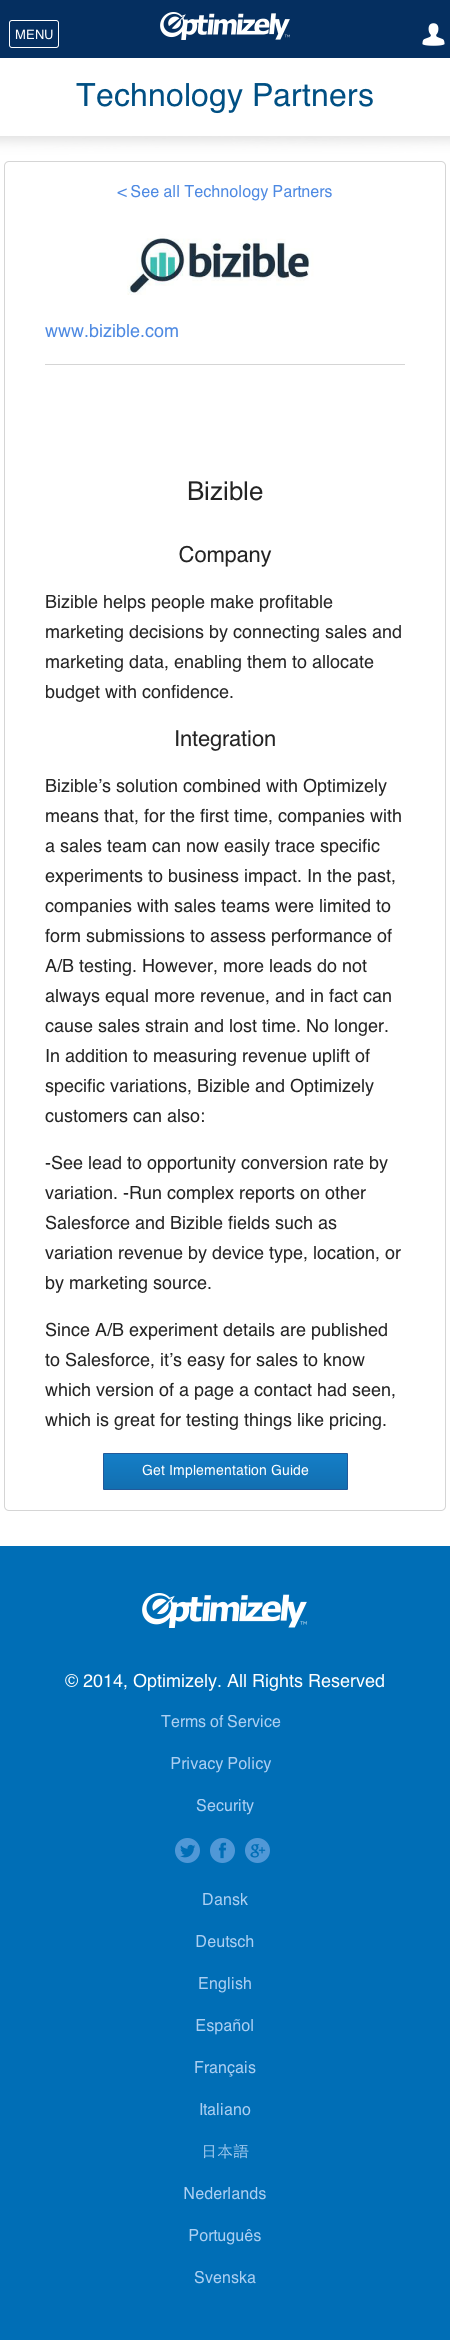 MENU
Optimizely
Technology Partners
< See all Technology Partners
bizible
www.bizible.com
Bizible
Company
Bizible helps people make profitable
marketing decisions by connecting sales and
marketing data, enabling them to allocate
budget with confidence.
Integration
Bizible’s solution combined with Optimizely
means that, for the first time, companies with
a sales team can now easily trace specific
experiments to business impact. In the past,
companies with sales teams were limited to
form submissions to assess performance of
A/B testing. However, more leads do not
always equal more revenue, and in fact can
cause sales strain and lost time. No longer.
In addition to measuring revenue uplift of
specific variations, Bizible and Optimizely
customers can also:
-See lead to opportunity conversion rate by
variation. -Run complex reports on other
Salesforce and Bizible fields such as
variation revenue by device type, location, or
by marketing source.
Since A/B experiment details are published
to Salesforce, it’s easy for sales to know
which version of a page a contact had seen,
which is great for testing things like pricing.
Get Implementation Guide
Optimizely
© 2014, Optimizely. All Rights Reserved
Terms of Service
Privacy Policy
Security
Dansk
Deutsch
English
Español
Français
Italiano
日本語
Nederlands
Português
Svenska